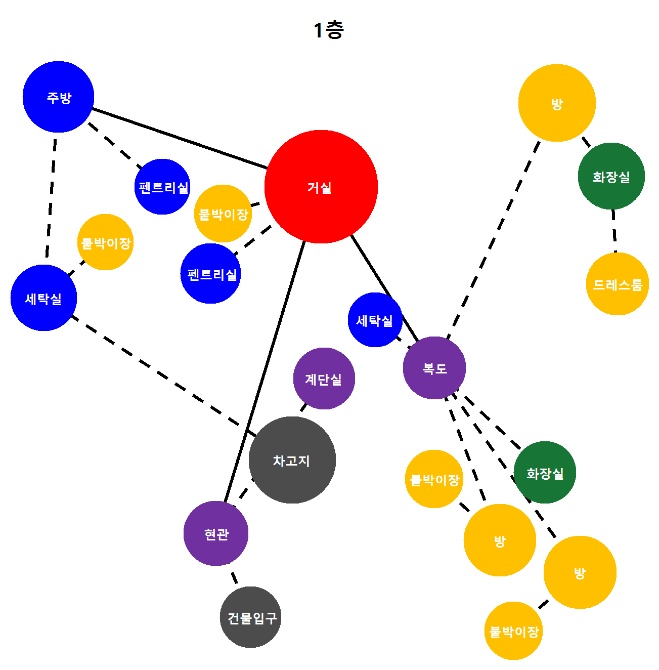 1층
주방
방
화장실
펜트리실
거실
붙박이장
붙박이장
펜트리실
드레스룸
세탁실
세탁실
복도
계단실
차고지
붙박이장
화장실
현관
방
방
건물입구
붙박이장